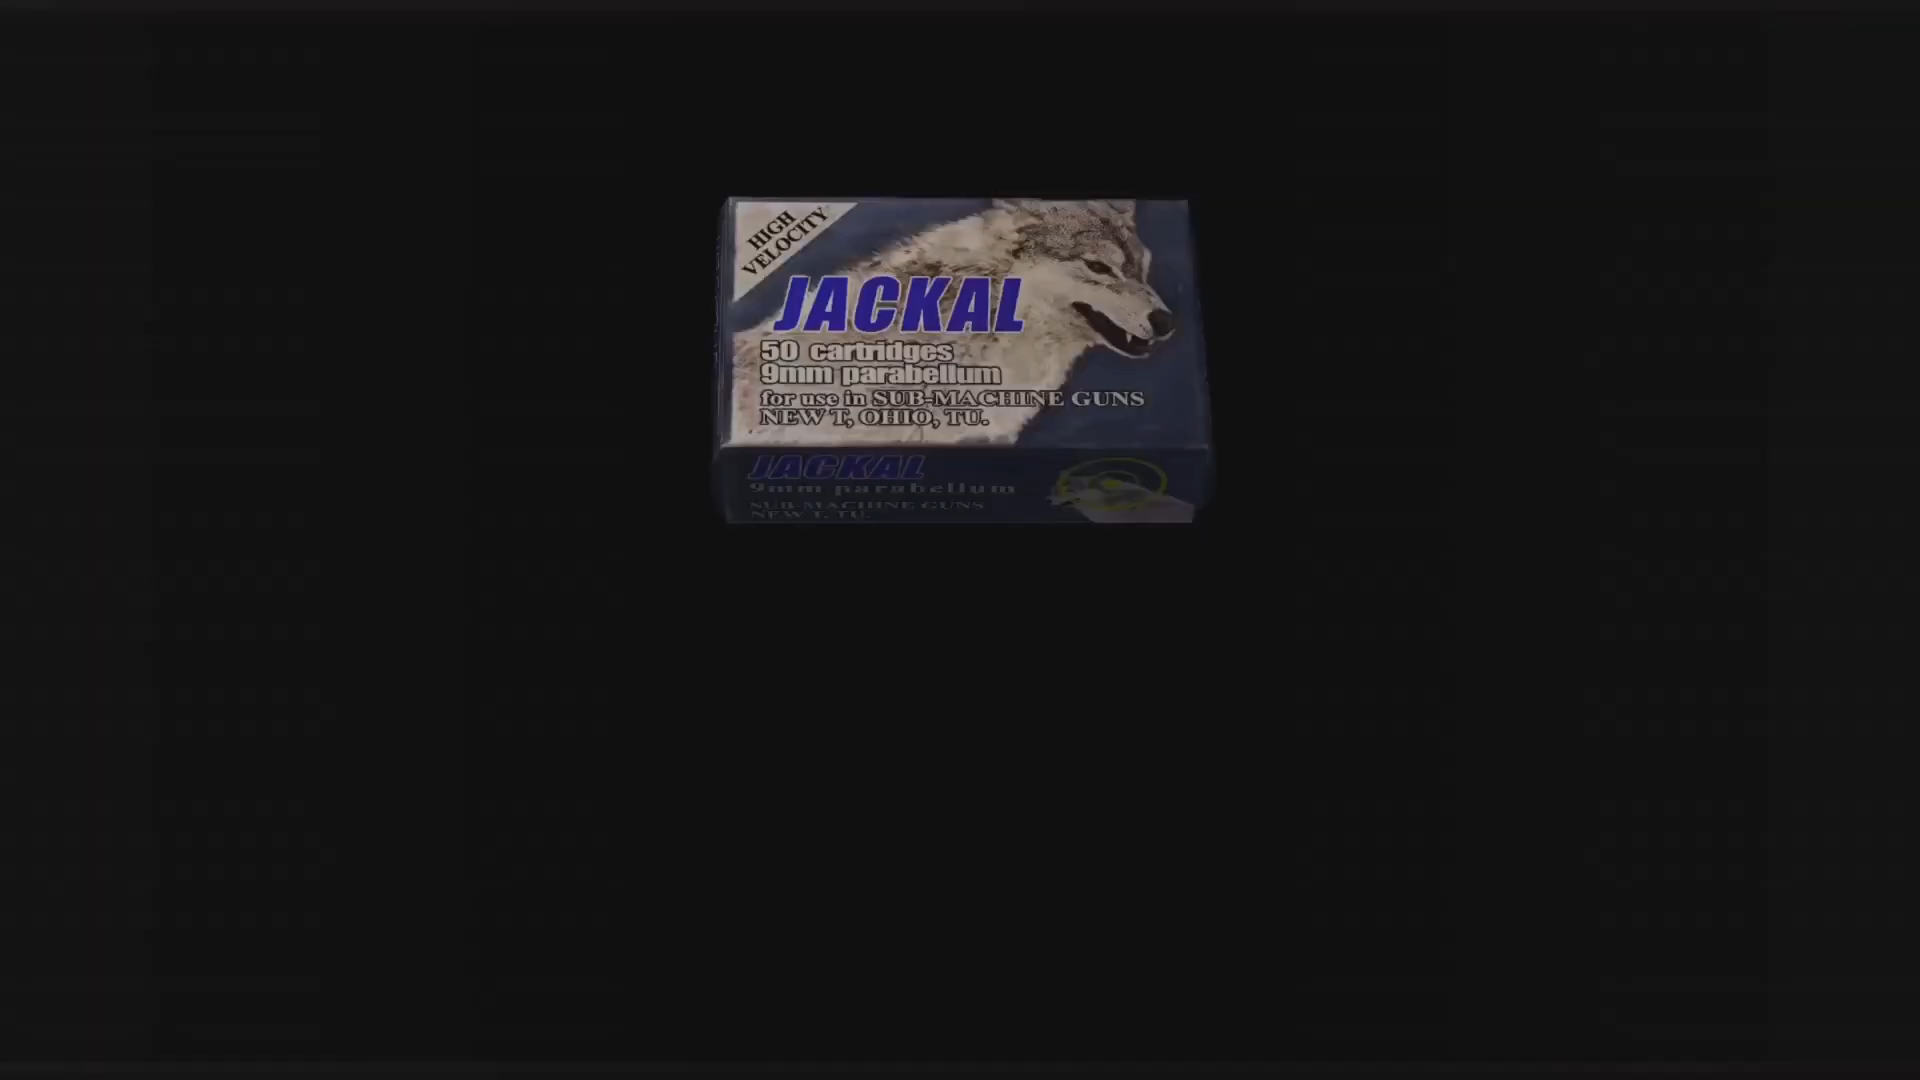 HIGH
VELOCITY
JACKAL
50 cartridges
9mm parabellum
for use in SUB-MACHINE GUNS
NEW T, OHIO, TU.
JACKAL
9mm parabellum
SUB-MACHINE GUNS
NEW T. TU.